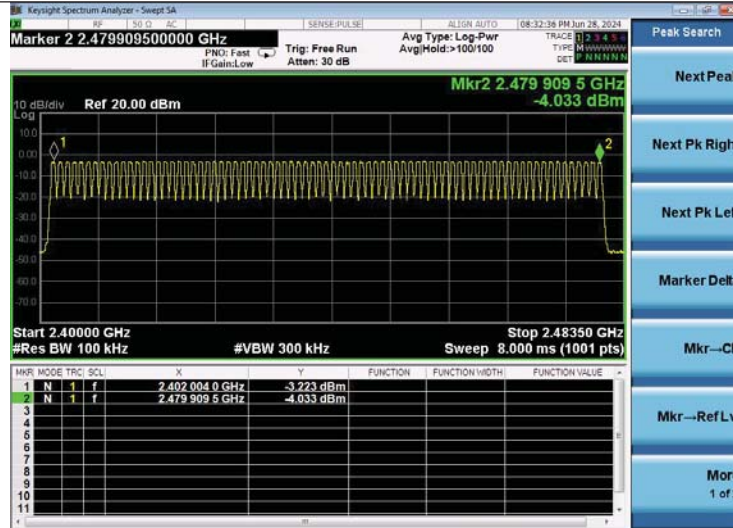 Keysight Spectrum Analyzer - Swept SA
RF 50 Ω AC SENSE:PULSE ALIGN AUTO 08:32:36 PM Jun 28, 2024
Marker 2 2.479909500000 GHz
PNO: Fast
IFGain:Low
Trig: Free Run
Atten: 30 dB
Avg Type: Log-Pwr
Avg|Hold:>100/100
TRACE 1 2 3 4 5 6
TYPE M W W W W W
DET P N N N N N
Peak Search
Mkr2 2.479 909 5 GHz
-4.033 dBm
10 dB/div Ref 20.00 dBm
Log
10.0
0.00
-10.0
-20.0
-30.0
-40.0
-50.0
-60.0
-70.0
1
2
Start 2.40000 GHz Stop 2.48350 GHz
#Res BW 100 kHz #VBW 300 kHz Sweep 8.000 ms (1001 pts)
MKR MODE TRC SCL X Y FUNCTION FUNCTION WIDTH FUNCTION VALUE
1 N 1 f 2.402 004 0 GHz -3.223 dBm
2 N 1 f 2.479 909 5 GHz -4.033 dBm
3
4
5
6
7
8
9
10
11
Next Pea
Next Pk Righ
Next Pk Lef
Marker Delt
Mkr→C
Mkr→Ref Lv
Mor
1 of